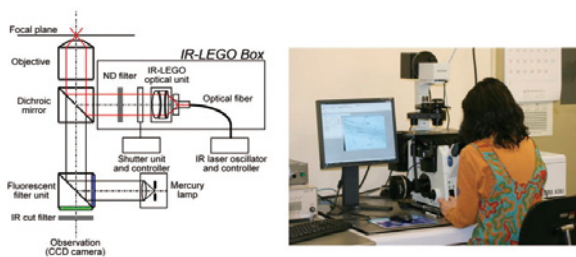 Focal plane
IR-LEGO Box
Objective
ND filter
IR-LEGO
optical unit
Optical fiber
Dichroic
mirror
Shutter unit
and controller
IR laser oscillator
and controller
Fluorescent
filter unit
Mercury
lamp
IR cut filter
Observation
(CCD camera)